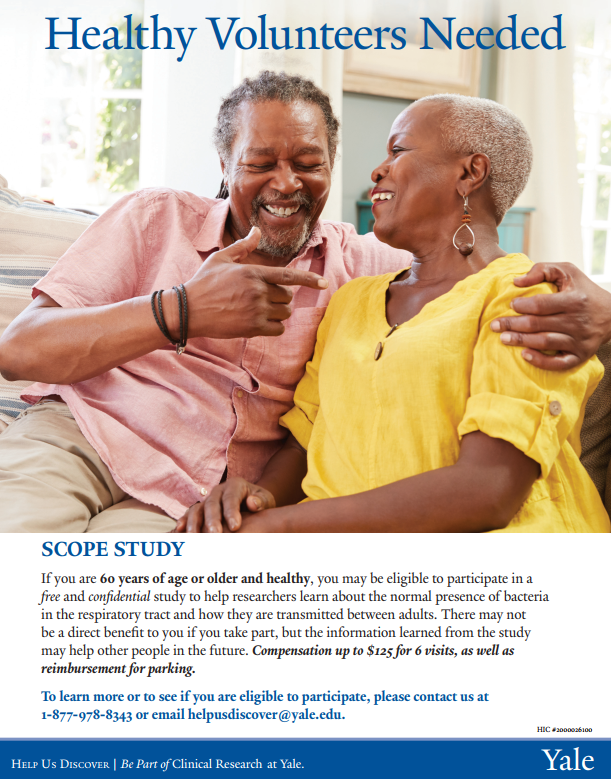 Healthy Volunteers Needed
SCOPE STUDY
If you are 60 years of age or older and healthy, you may be eligible to participate in a
free and confidential study to help researchers learn about the normal presence of bacteria
in the respiratory tract and how they are transmitted between adults. There may not
be a direct benefit to you if you take part, but the information learned from the study
may help other people in the future. Compensation up to $125 for 6 visits, as well as
reimbursement for parking.
To learn more or to see if you are eligible to participate, please contact us at
1-877-978-8343 or email helpusdiscover@yale.edu.
HIC #2000026100
Help Us Discover | Be Part of Clinical Research at Yale.
Yale